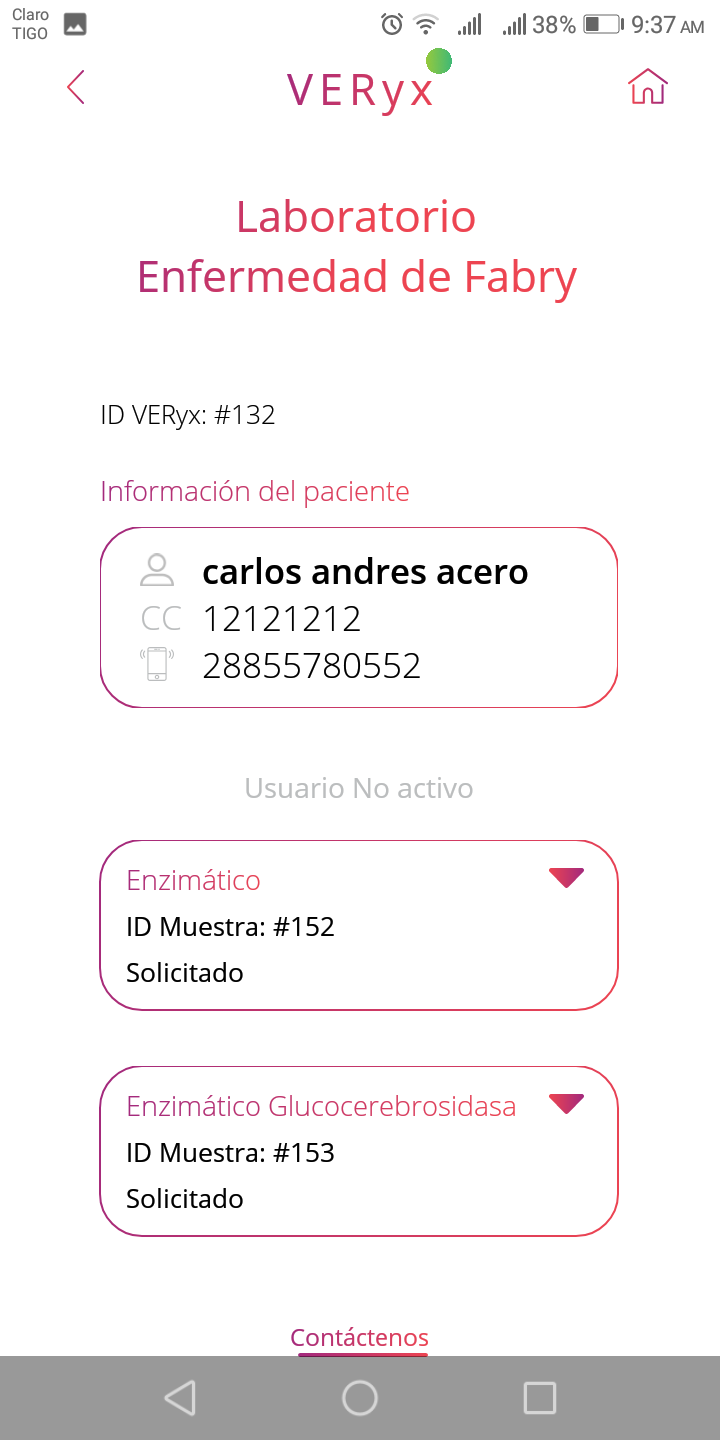 Claro
TIGO
38%
9:37 AM
VERyx
Laboratorio
Enfermedad de Fabry
ID VERyx: #132
Información del paciente
carlos andres acero
CC 12121212
28855780552
Usuario No activo
Enzimático
ID Muestra: #152
Solicitado
Enzimático Glucocerebrosidasa
ID Muestra: #153
Solicitado
Contáctenos